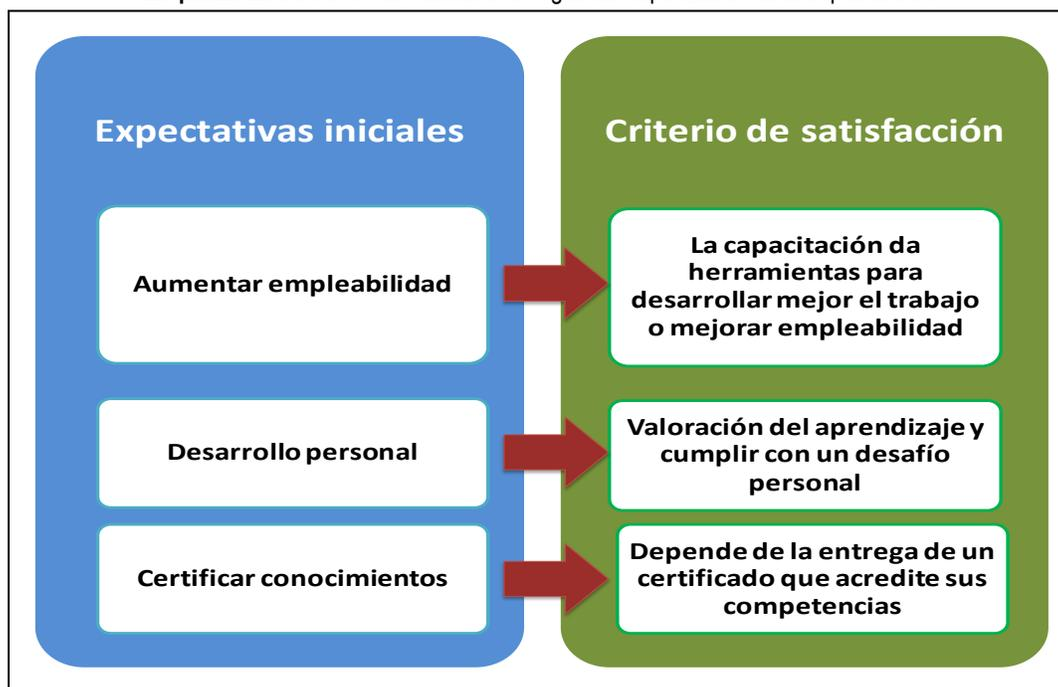 Expectativas iniciales
Criterio de satisfacción
Aumentar empleabilidad
La capacitación da
herramientas para
desarrollar mejor el trabajo
o mejorar empleabilidad
Desarrollo personal
Valoración del aprendizaje y
cumplir con un desafío
personal
Certificar conocimientos
Depende de la entrega de un
certificado que acredite sus
competencias